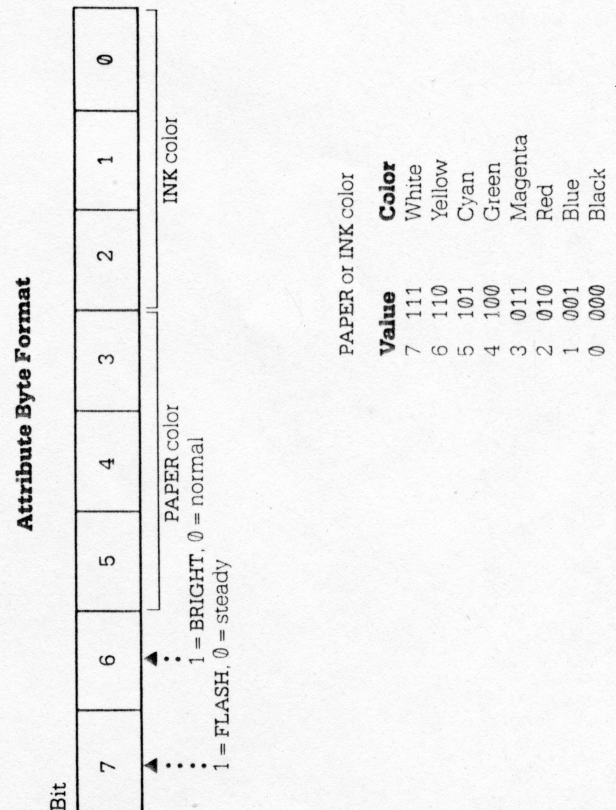 Attribute Byte Format
Bit
7 6 5 4 3 2 1 0
PAPER color INK color
1 = BRIGHT, 0 = normal
1 = FLASH, 0 = steady
PAPER or INK color
Value Color
7 111 White
6 110 Yellow
5 101 Cyan
4 100 Green
3 011 Magenta
2 010 Red
1 001 Blue
0 000 Black